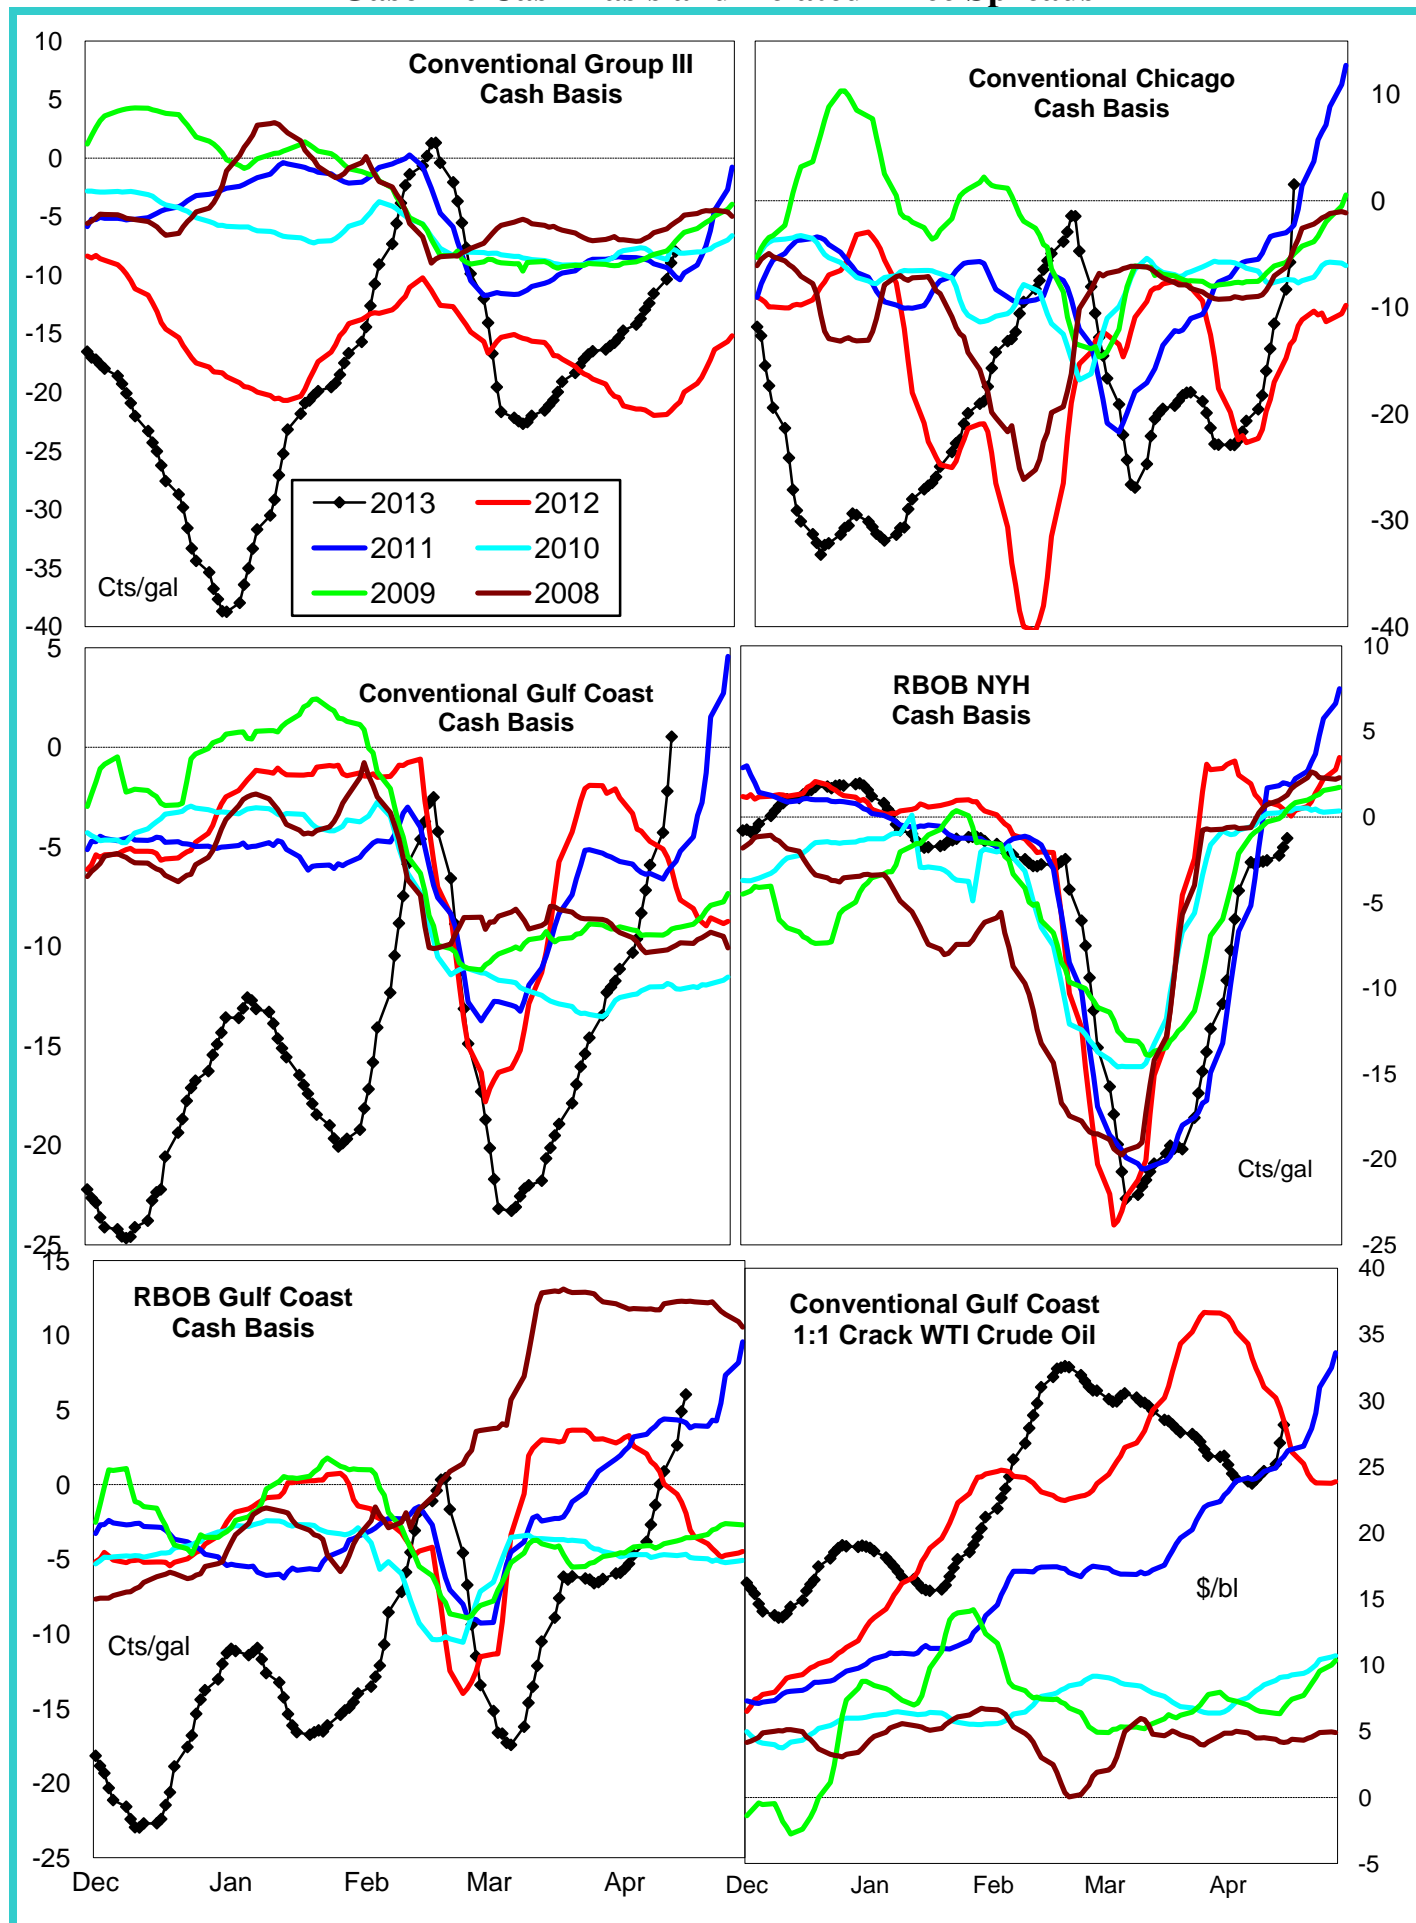 Conventional Group III
Cash Basis
10
5
0
-5
-10
-15
-20
-25
-30
-35
-40
Cts/gal
2013
2012
2011
2010
2009
2008
Conventional Chicago
Cash Basis
10
0
-10
-20
-30
-40
Conventional Gulf Coast
Cash Basis
5
0
-5
-10
-15
-20
-25
RBOB NYH
Cash Basis
10
5
0
-5
-10
-15
-20
-25
Cts/gal
RBOB Gulf Coast
Cash Basis
15
10
5
0
-5
-10
-15
-20
-25
Cts/gal
Dec
Jan
Feb
Mar
Apr
Conventional Gulf Coast
1:1 Crack WTI Crude Oil
40
35
30
25
20
15
10
5
0
-5
$/bl
Dec
Jan
Feb
Mar
Apr